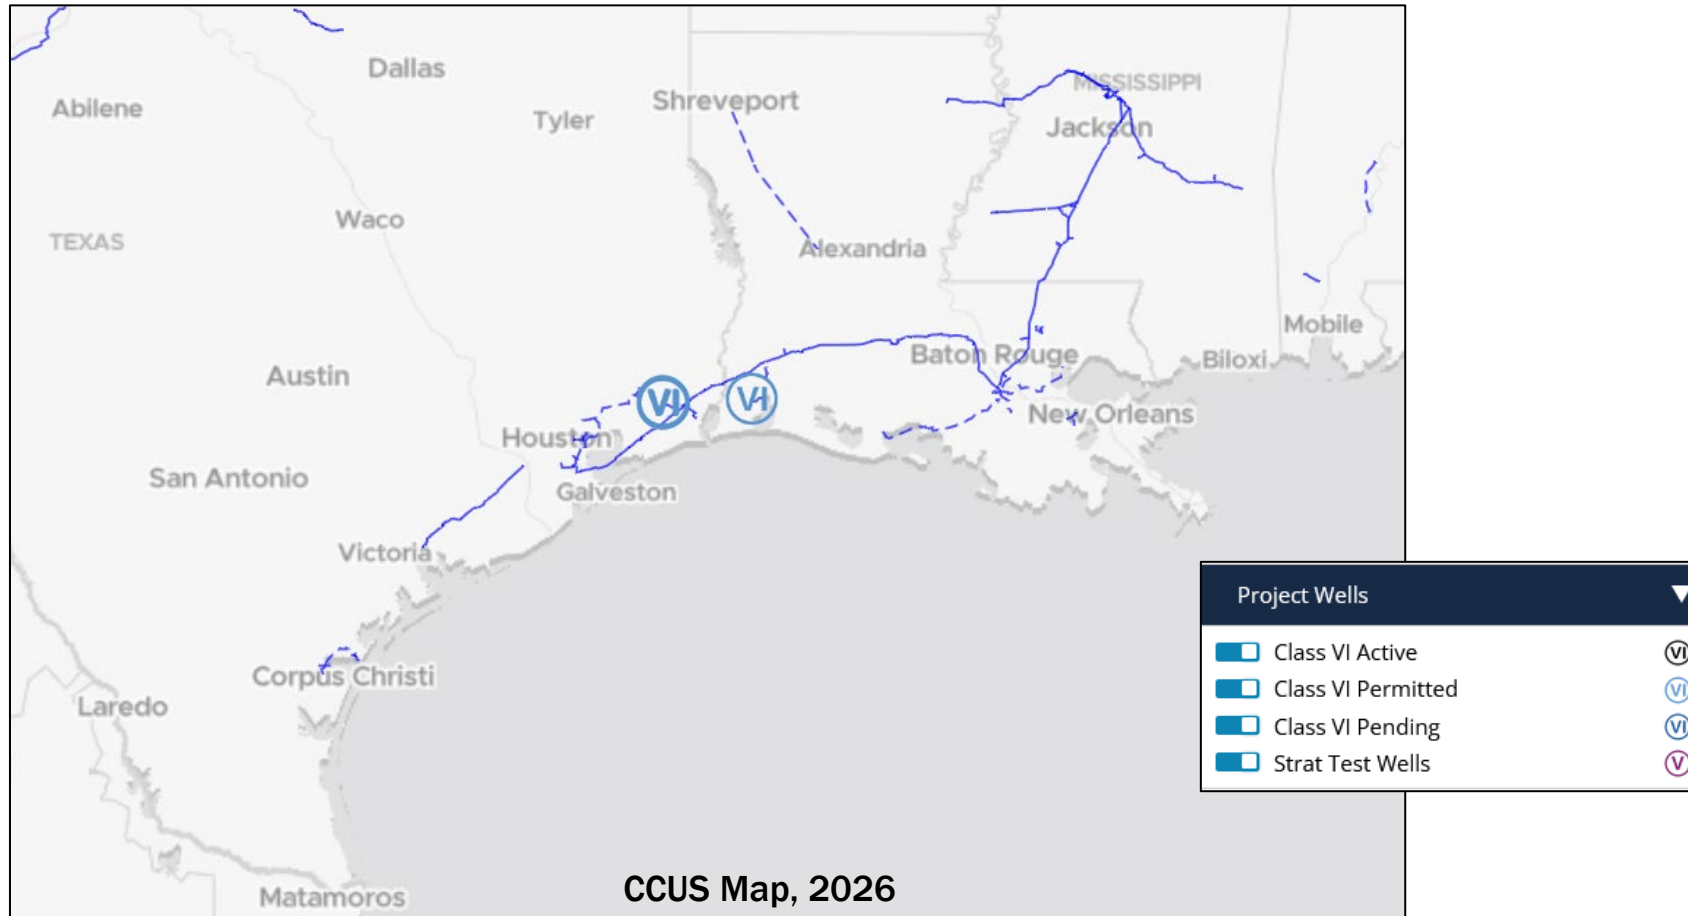 Dallas
MISSISSIPPI
Abilene
Shreveport
Tyler
Jackson
Waco
TEXAS
Alexandria
Mobile
Baton Rouge
Biloxi
Austin
VI
VI
New Orleans
Houston
San Antonio
Galveston
Victoria
Corpus Christi
Laredo
Matamoros
CCUS Map, 2026
Project Wells
Class VI Active VI
Class VI Permitted VI
Class VI Pending VI
Strat Test Wells V